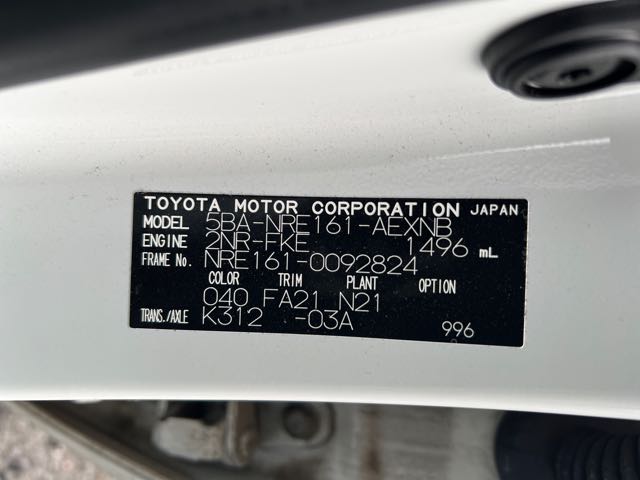 TOYOTA MOTOR CORPORATION JAPAN
MODEL 5BA-NRE161-AEXNB
ENGINE 2NR-FKE 1496 mL
FRAME No. NRE161-0092824
COLOR TRIM PLANT OPTION
040 FA21 N21
TRANS./AXLE K312 -03A 996